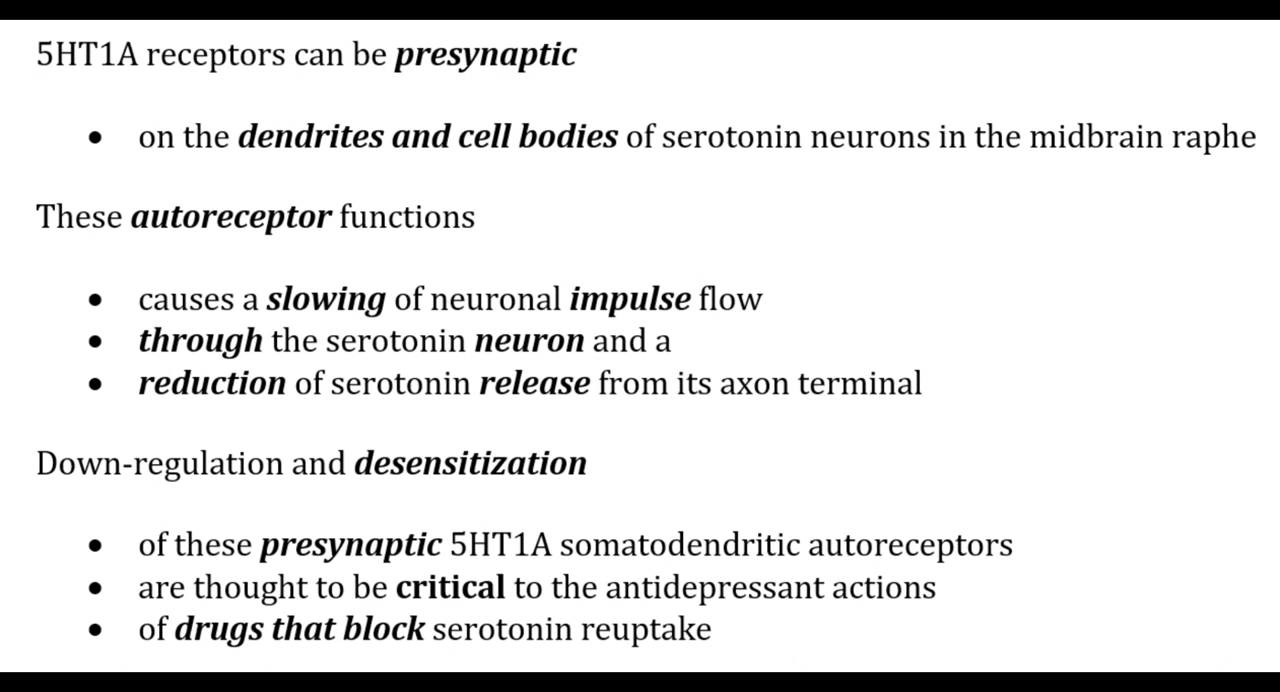 5HT1A receptors can be presynaptic
• on the dendrites and cell bodies of serotonin neurons in the midbrain raphe
These autoreceptor functions
• causes a slowing of neuronal impulse flow
• through the serotonin neuron and a
• reduction of serotonin release from its axon terminal
Down-regulation and desensitization
• of these presynaptic 5HT1A somatodendritic autoreceptors
• are thought to be critical to the antidepressant actions
• of drugs that block serotonin reuptake